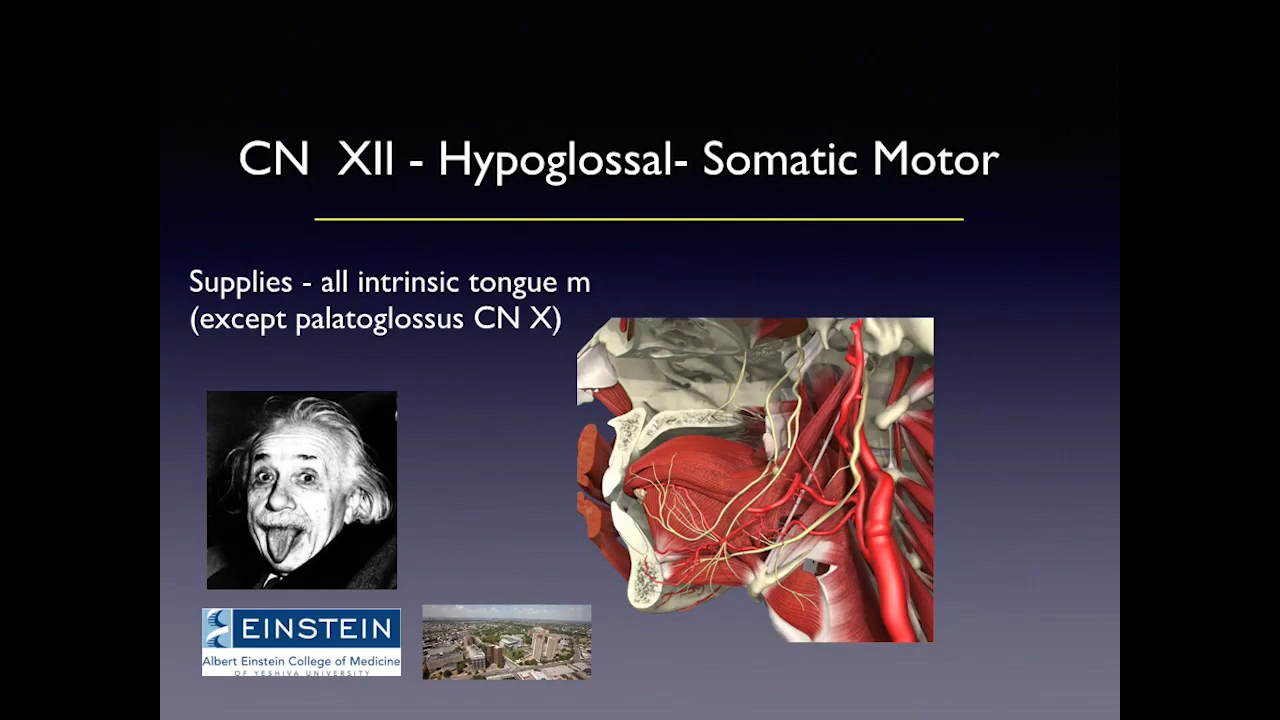 CN XII - Hypoglossal- Somatic Motor
Supplies - all intrinsic tongue m
(except palatoglossus CN X)
EINSTEIN
Albert Einstein College of Medicine
OF YESHIVA UNIVERSITY